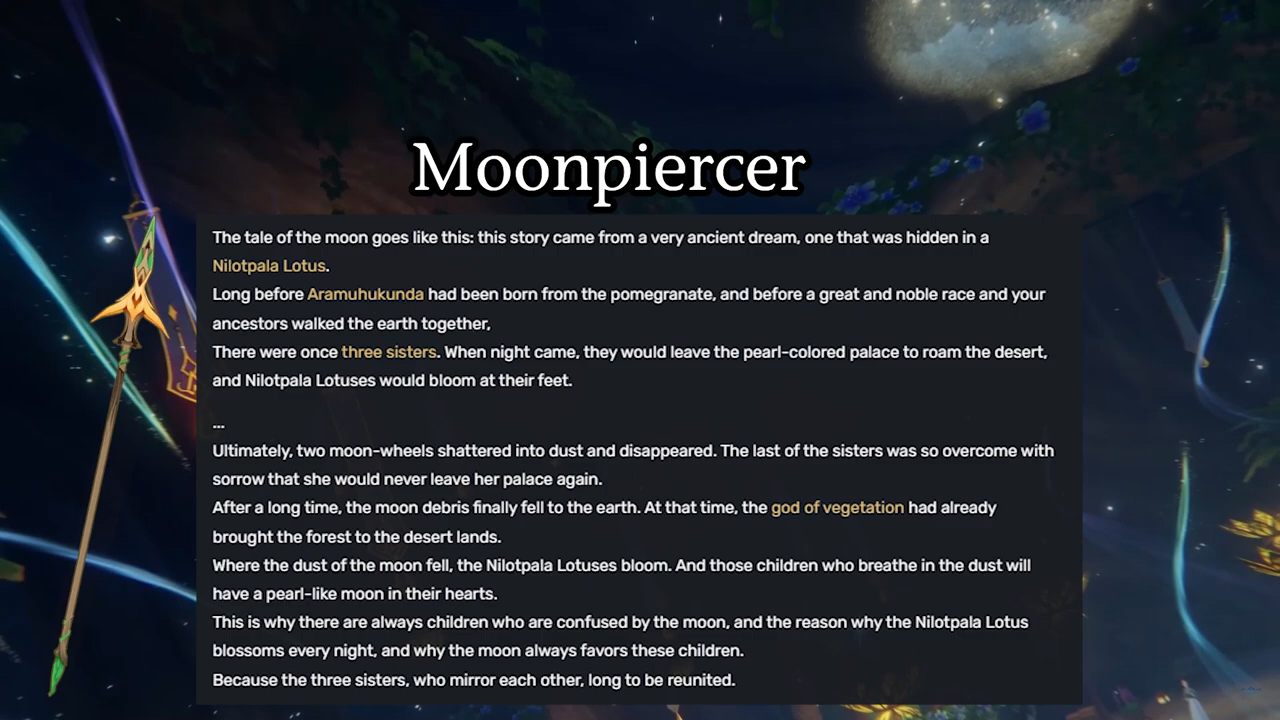 Moonpiercer
The tale of the moon goes like this: this story came from a very ancient dream, one that was hidden in a
Nilotpala Lotus.
Long before Aramuhukunda had been born from the pomegranate, and before a great and noble race and your
ancestors walked the earth together,
There were once three sisters. When night came, they would leave the pearl-colored palace to roam the desert,
and Nilotpala Lotuses would bloom at their feet.
...
Ultimately, two moon-wheels shattered into dust and disappeared. The last of the sisters was so overcome with
sorrow that she would never leave her palace again.
After a long time, the moon debris finally fell to the earth. At that time, the god of vegetation had already
brought the forest to the desert lands.
Where the dust of the moon fell, the Nilotpala Lotuses bloom. And those children who breathe in the dust will
have a pearl-like moon in their hearts.
This is why there are always children who are confused by the moon, and the reason why the Nilotpala Lotus
blossoms every night, and why the moon always favors these children.
Because the three sisters, who mirror each other, long to be reunited.